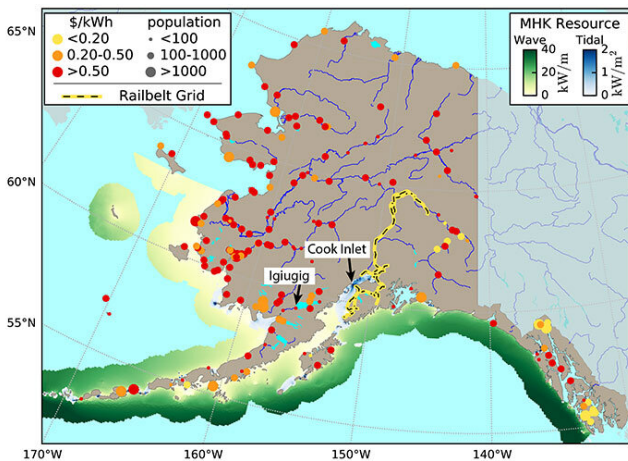 $/kWh
<0.20
0.20-0.50
>0.50
population
<100
100-1000
>1000
Railbelt Grid
MHK Resource
Wave
40
20
0
kW/m
Tidal
2
1
0
kW/m²
65°N
60°N
55°N
Cook Inlet
Igiugig
170°W
160°W
150°W
140°W